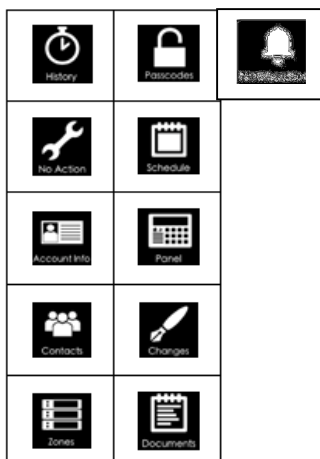 History
Passcodes
No Action
Schedule
Account Info
Panel
Contacts
Changes
Zones
Documents